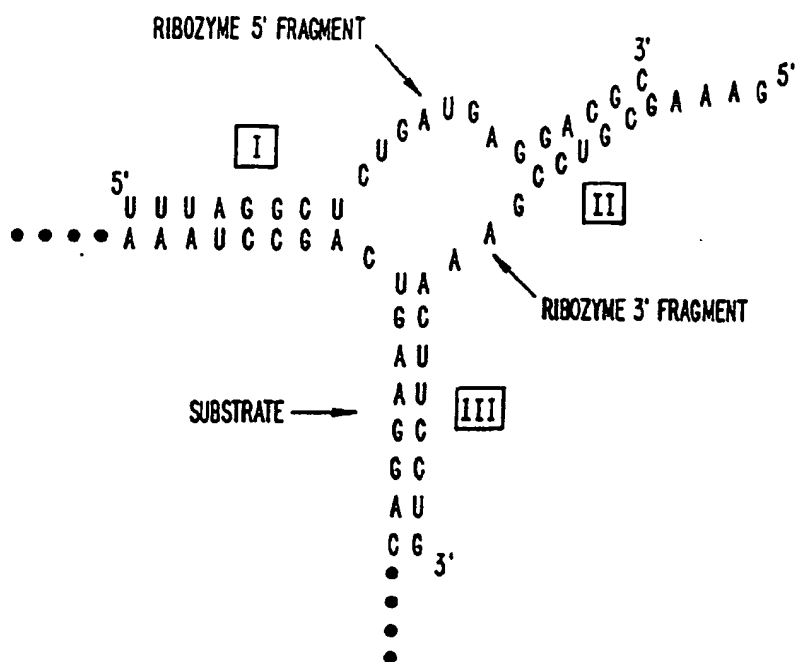 RIBOZYME 5' FRAGMENT
5'
U U U A G G C U C U G A U G A G G A C G C
3'
5'
G A A A G C G U C C G A A
I
II
A A A U C C G A C
RIBOZYME 3' FRAGMENT
U A
G C
A U
A U
G C
G C
A U
C G
3'
SUBSTRATE
III